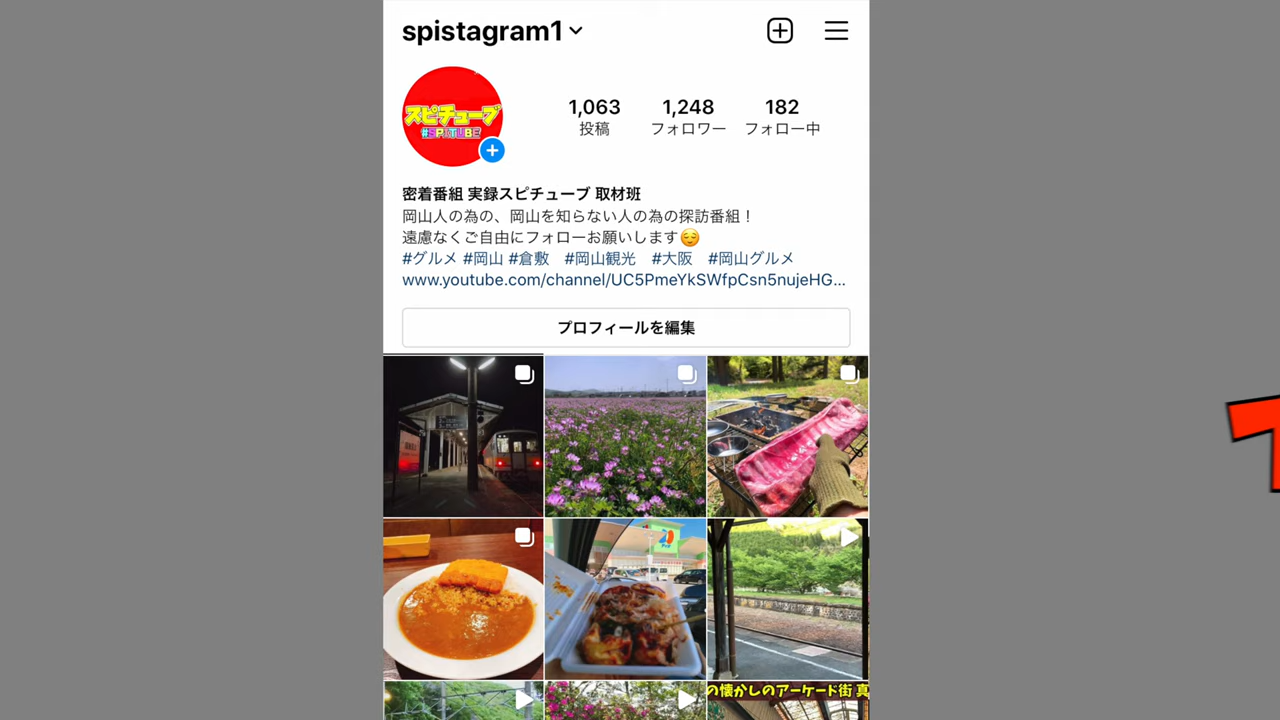 spistagram1
スピチューブ
#SPITUBE
1,063
投稿
1,248
フォロワー
182
フォロー中
密着番組 実録スピチューブ 取材班
岡山人の為の、岡山を知らない人の為の探訪番組！
遠慮なくご自由にフォローお願いします😌
#グルメ #岡山 #倉敷 #岡山観光 #大阪 #岡山グルメ
www.youtube.com/channel/UC5PmeYkSWfpCsn5nujeHG...
プロフィールを編集
の懐かしのアーケード街 真